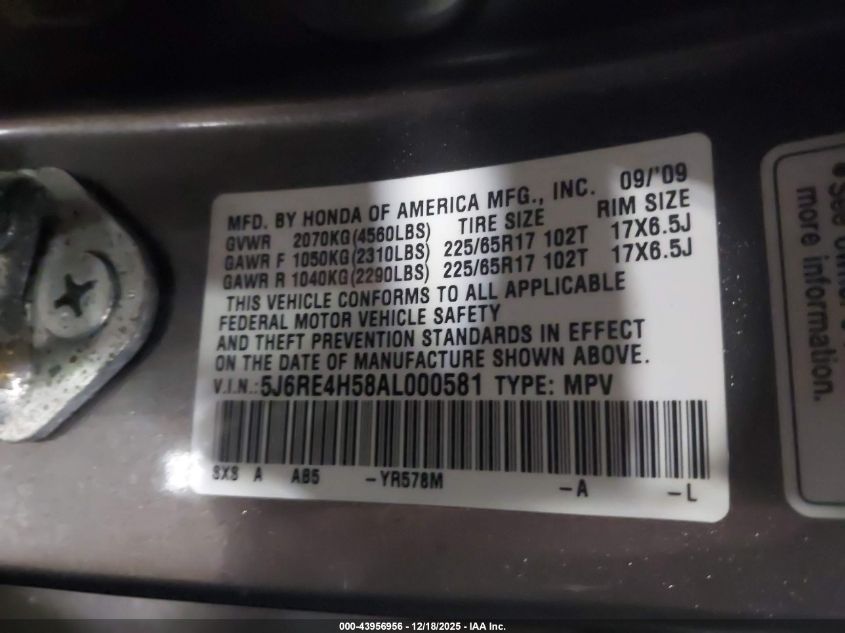 MFD. BY HONDA OF AMERICA MFG., INC. 09/'09
GVWR 2070KG(4560LBS) TIRE SIZE RIM SIZE
GAWR F 1050KG(2310LBS) 225/65R17 102T 17X6.5J
GAWR R 1040KG(2290LBS) 225/65R17 102T 17X6.5J
THIS VEHICLE CONFORMS TO ALL APPLICABLE
FEDERAL MOTOR VEHICLE SAFETY
AND THEFT PREVENTION STANDARDS IN EFFECT
ON THE DATE OF MANUFACTURE SHOWN ABOVE.
V.I.N.: 5J6RE4H58AL000581 TYPE: MPV
SXS A AB5 -YR578M -A -L
See
more information.
000-43956956 - 12/18/2025 - IAA Inc.